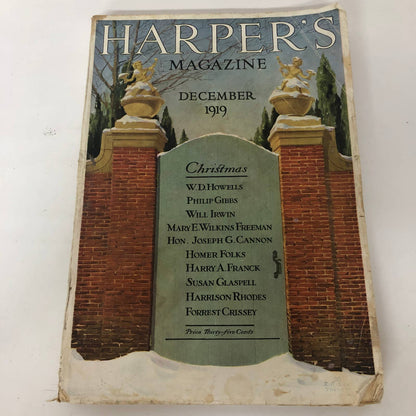 HARPER'S
MAGAZINE
DECEMBER
1919
Christmas
W. D. HOWELLS
PHILIP GIBBS
WILL IRWIN
MARY E. WILKINS FREEMAN
HON. JOSEPH G. CANNON
HOMER FOLKS
HARRY A. FRANCK
SUSAN GLASPELL
HARRISON RHODES
FORREST CRISSEY
Price Thirty-five Cents